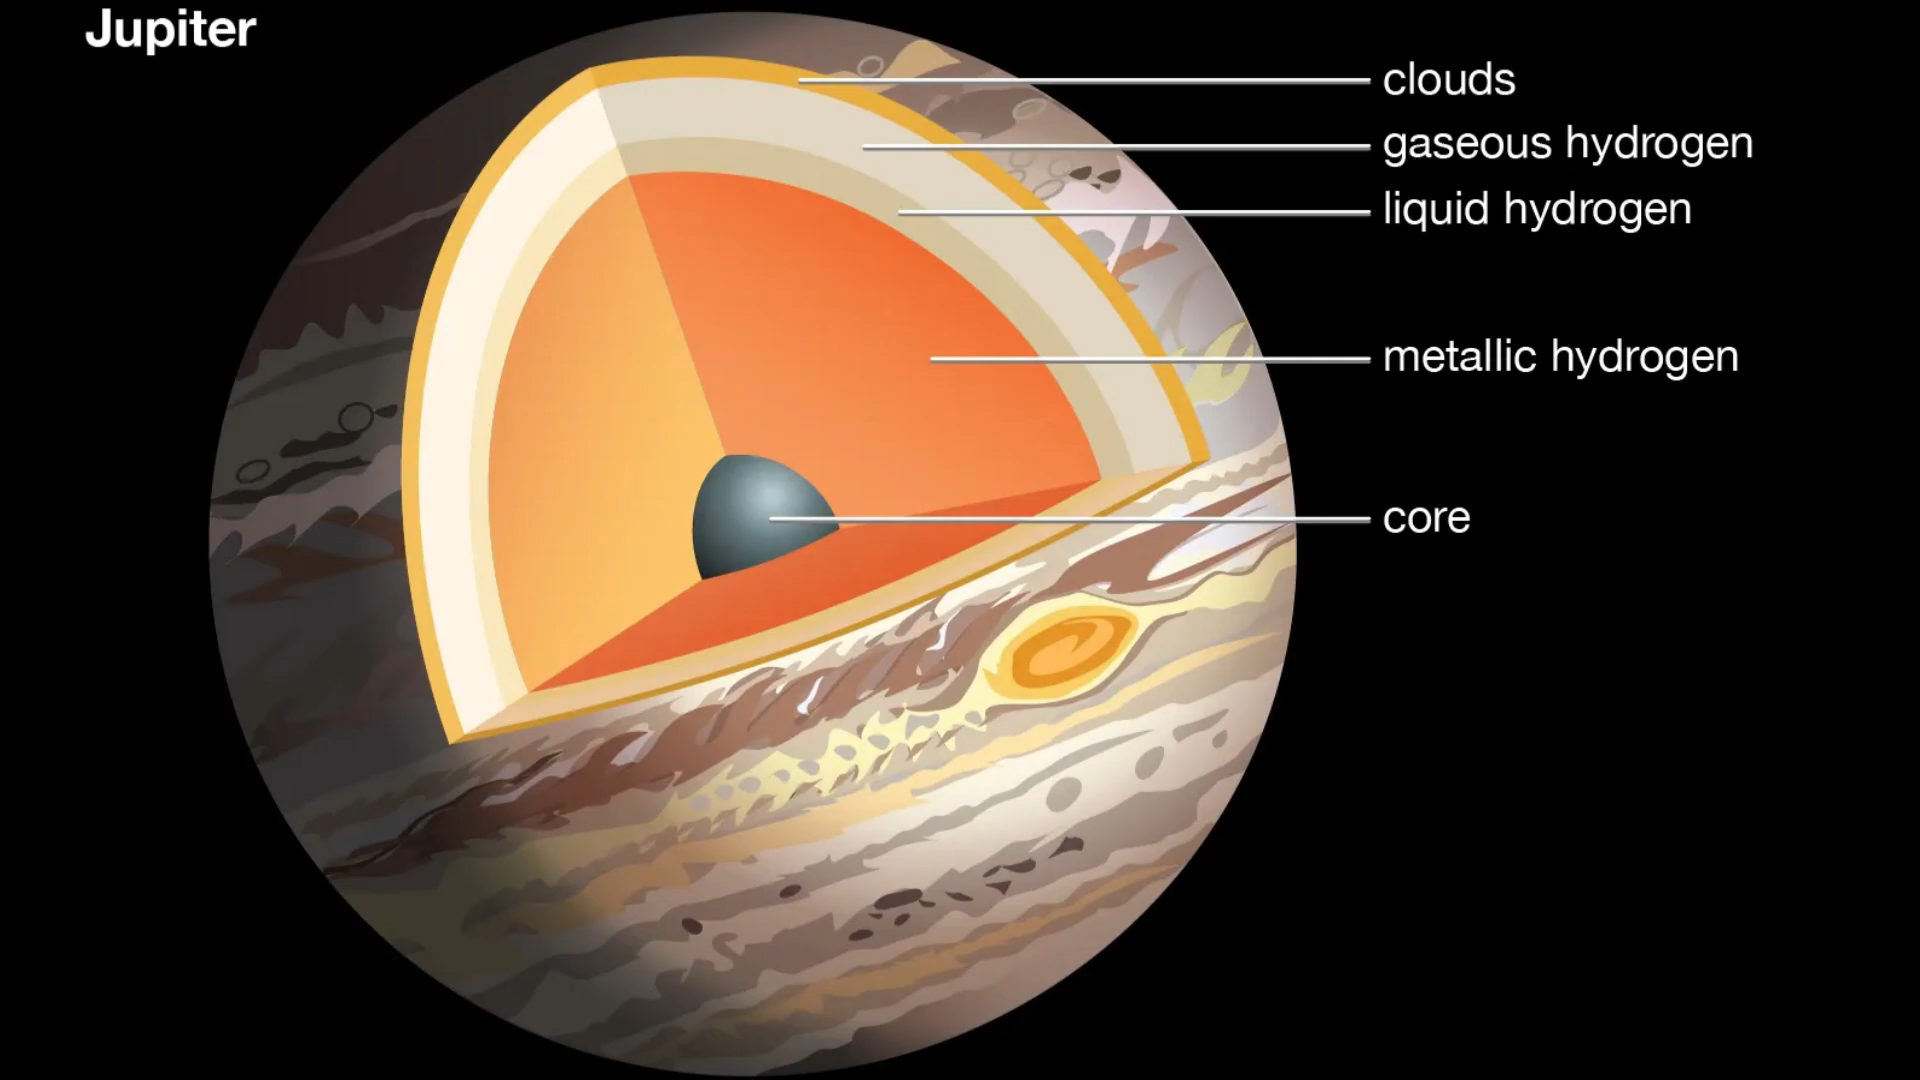 Jupiter
clouds
gaseous hydrogen
liquid hydrogen
metallic hydrogen
core